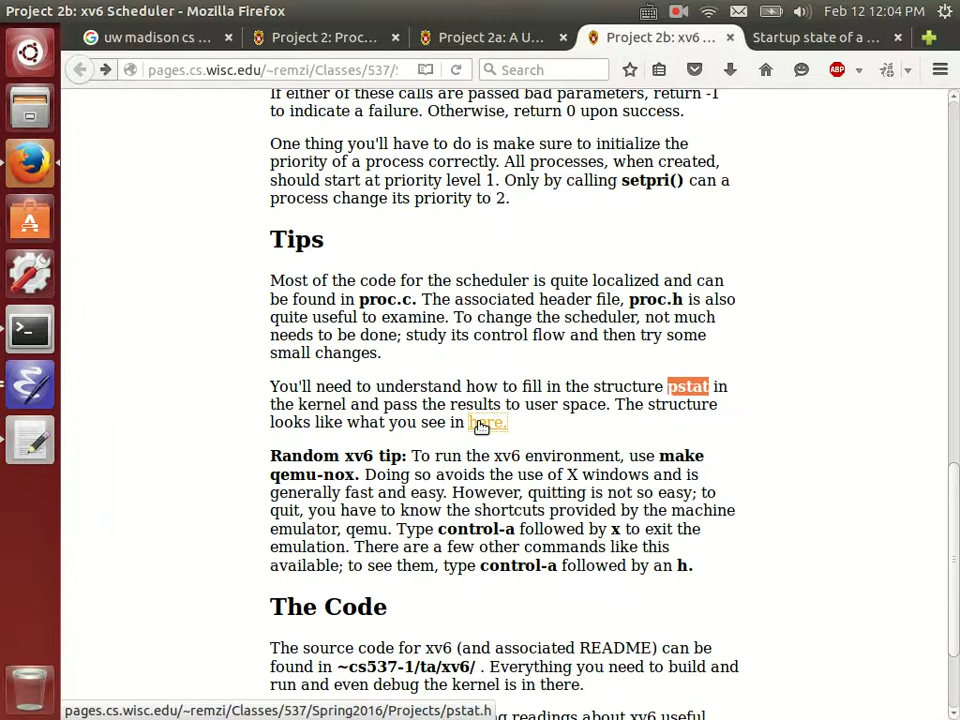 Project 2b: xv6 Scheduler - Mozilla Firefox
Feb 12 12:04 PM
uw madison cs ...
Project 2: Proc...
Project 2a: A U...
Project 2b: xv6 ...
Startup state of a ...
pages.cs.wisc.edu/~remzi/Classes/537/
Search
ABP
If either of these calls are passed bad parameters, return -1
to indicate a failure. Otherwise, return 0 upon success.
One thing you'll have to do is make sure to initialize the
priority of a process correctly. All processes, when created,
should start at priority level 1. Only by calling setpri() can a
process change its priority to 2.
Tips
Most of the code for the scheduler is quite localized and can
be found in proc.c. The associated header file, proc.h is also
quite useful to examine. To change the scheduler, not much
needs to be done; study its control flow and then try some
small changes.
You'll need to understand how to fill in the structure pstat in
the kernel and pass the results to user space. The structure
looks like what you see in here.
Random xv6 tip: To run the xv6 environment, use make
qemu-nox. Doing so avoids the use of X windows and is
generally fast and easy. However, quitting is not so easy; to
quit, you have to know the shortcuts provided by the machine
emulator, qemu. Type control-a followed by x to exit the
emulation. There are a few other commands like this
available; to see them, type control-a followed by an h.
The Code
The source code for xv6 (and associated README) can be
found in ~cs537-1/ta/xv6/ . Everything you need to build and
run and even debug the kernel is in there.
ng readings about xv6 useful
pages.cs.wisc.edu/~remzi/Classes/537/Spring2016/Projects/pstat.h